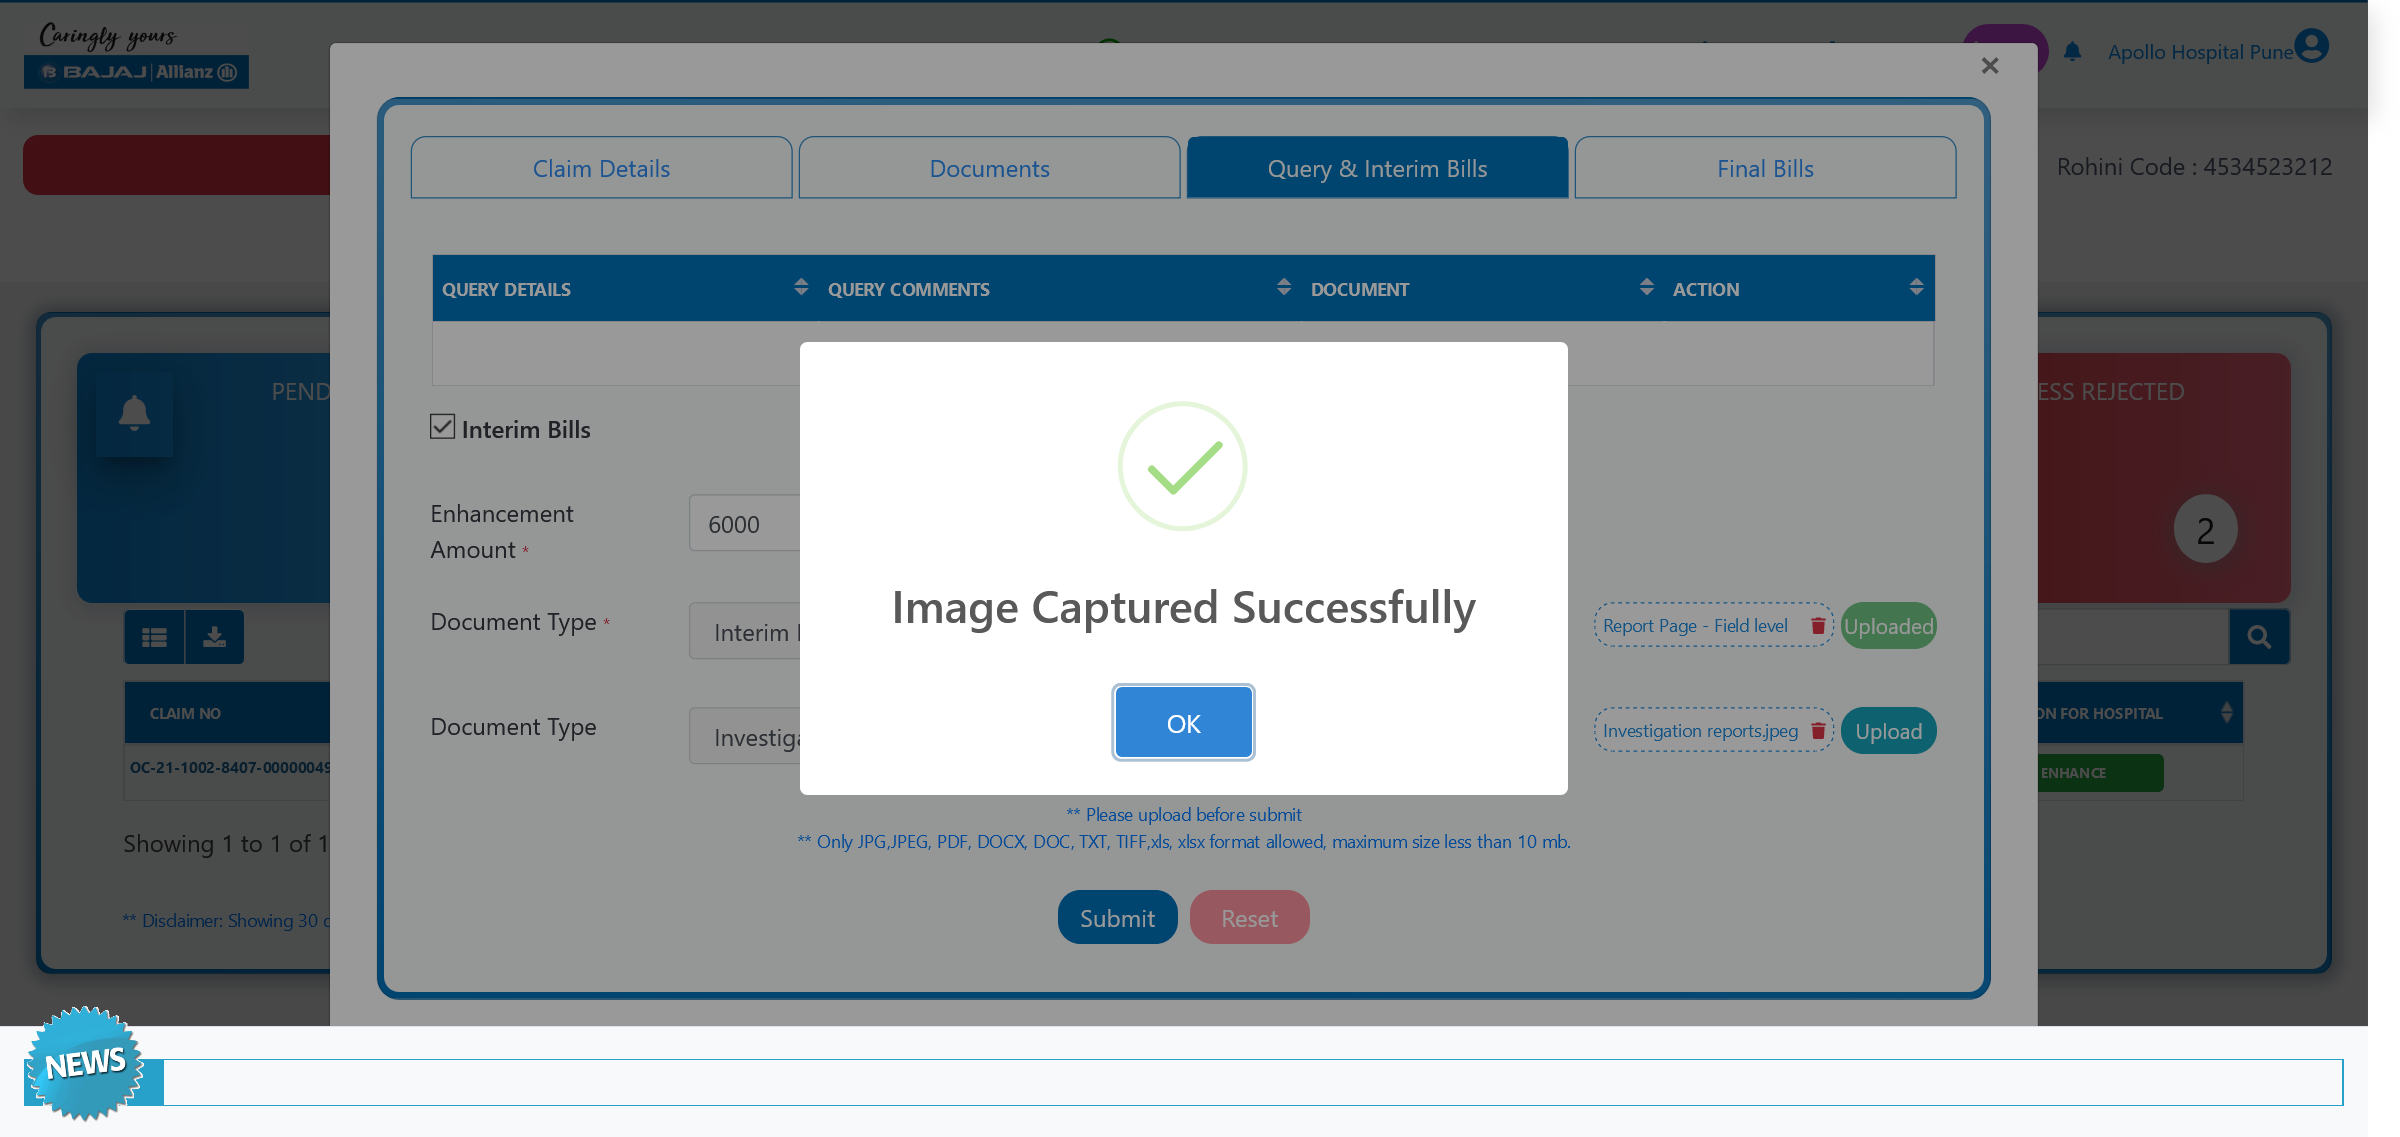 Caringly yours
BAJAJ | Allianz
Apollo Hospital Pune
×
Claim Details
Documents
Query & Interim Bills
Final Bills
Rohini Code : 4534523212
QUERY DETAILS
QUERY COMMENTS
DOCUMENT
ACTION
PEND
ESS REJECTED
Interim Bills
Enhancement
Amount *
6000
2
Image Captured Successfully
Document Type *
Interim
Report Page - Field level
Uploaded
OK
CLAIM NO
ON FOR HOSPITAL
Document Type
Investiga
Investigation reports.jpeg
Upload
OC-21-1002-8407-00000049
ENHANCE
** Please upload before submit
** Only JPG,JPEG, PDF, DOCX, DOC, TXT, TIFF,xls, xlsx format allowed, maximum size less than 10 mb.
Showing 1 to 1 of 1
** Disclaimer: Showing 30
Submit
Reset
NEWS